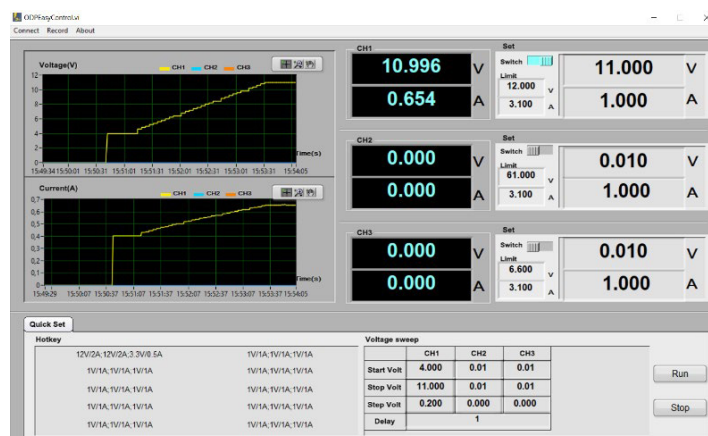 ODPEasyControl.vi
Connect Record About
Voltage(V)
CH1 CH2 CH3
12
10
8
6
4
2
0
Time(s)
15:49:34 15:50:01 15:50:31 15:51:01 15:51:31 15:52:01 15:52:31 15:53:01 15:53:31 15:54:05
Current(A)
CH1 CH2 CH3
0,7
0,6
0,5
0,4
0,3
0,2
0,1
0
Time(s)
15:49:29 15:50:07 15:50:37 15:51:07 15:51:37 15:52:07 15:52:37 15:53:07 15:53:37 15:54:05
CH1
10.996 V
0.654 A
Set
Switch
Limit
12.000 V
3.100 A
11.000 V
1.000 A
CH2
0.000 V
0.000 A
Set
Switch
Limit
61.000 V
3.100 A
0.010 V
1.000 A
CH3
0.000 V
0.000 A
Set
Switch
Limit
6.600 V
3.100 A
0.010 V
1.000 A
Quick Set
Hotkey
12V/2A;12V/2A;3.3V/0.5A 1V/1A;1V/1A;1V/1A
1V/1A;1V/1A;1V/1A 1V/1A;1V/1A;1V/1A
1V/1A;1V/1A;1V/1A 1V/1A;1V/1A;1V/1A
1V/1A;1V/1A;1V/1A 1V/1A;1V/1A;1V/1A
1V/1A;1V/1A;1V/1A 1V/1A;1V/1A;1V/1A
Voltage sweep
CH1 CH2 CH3
Start Volt 4.000 0.01 0.01
Stop Volt 11.000 0.01 0.01
Step Volt 0.200 0.000 0.000
Delay 1
Run
Stop